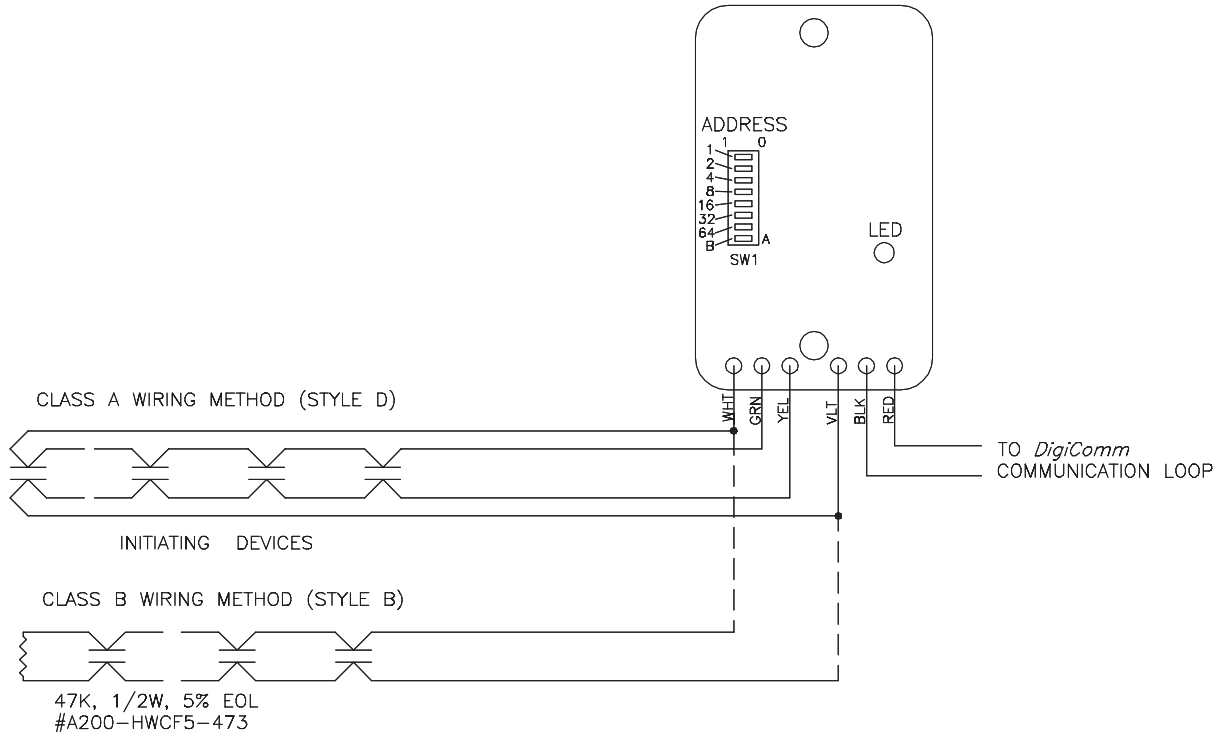 ADDRESS
1 0
1
2
4
8
16
32
64
B A
SW1
LED
WHT GRN YEL VLT BLK RED
CLASS A WIRING METHOD (STYLE D)
TO DigiComm
COMMUNICATION LOOP
INITIATING DEVICES
CLASS B WIRING METHOD (STYLE B)
47K, 1/2W, 5% EOL
#A200-HWCF5-473